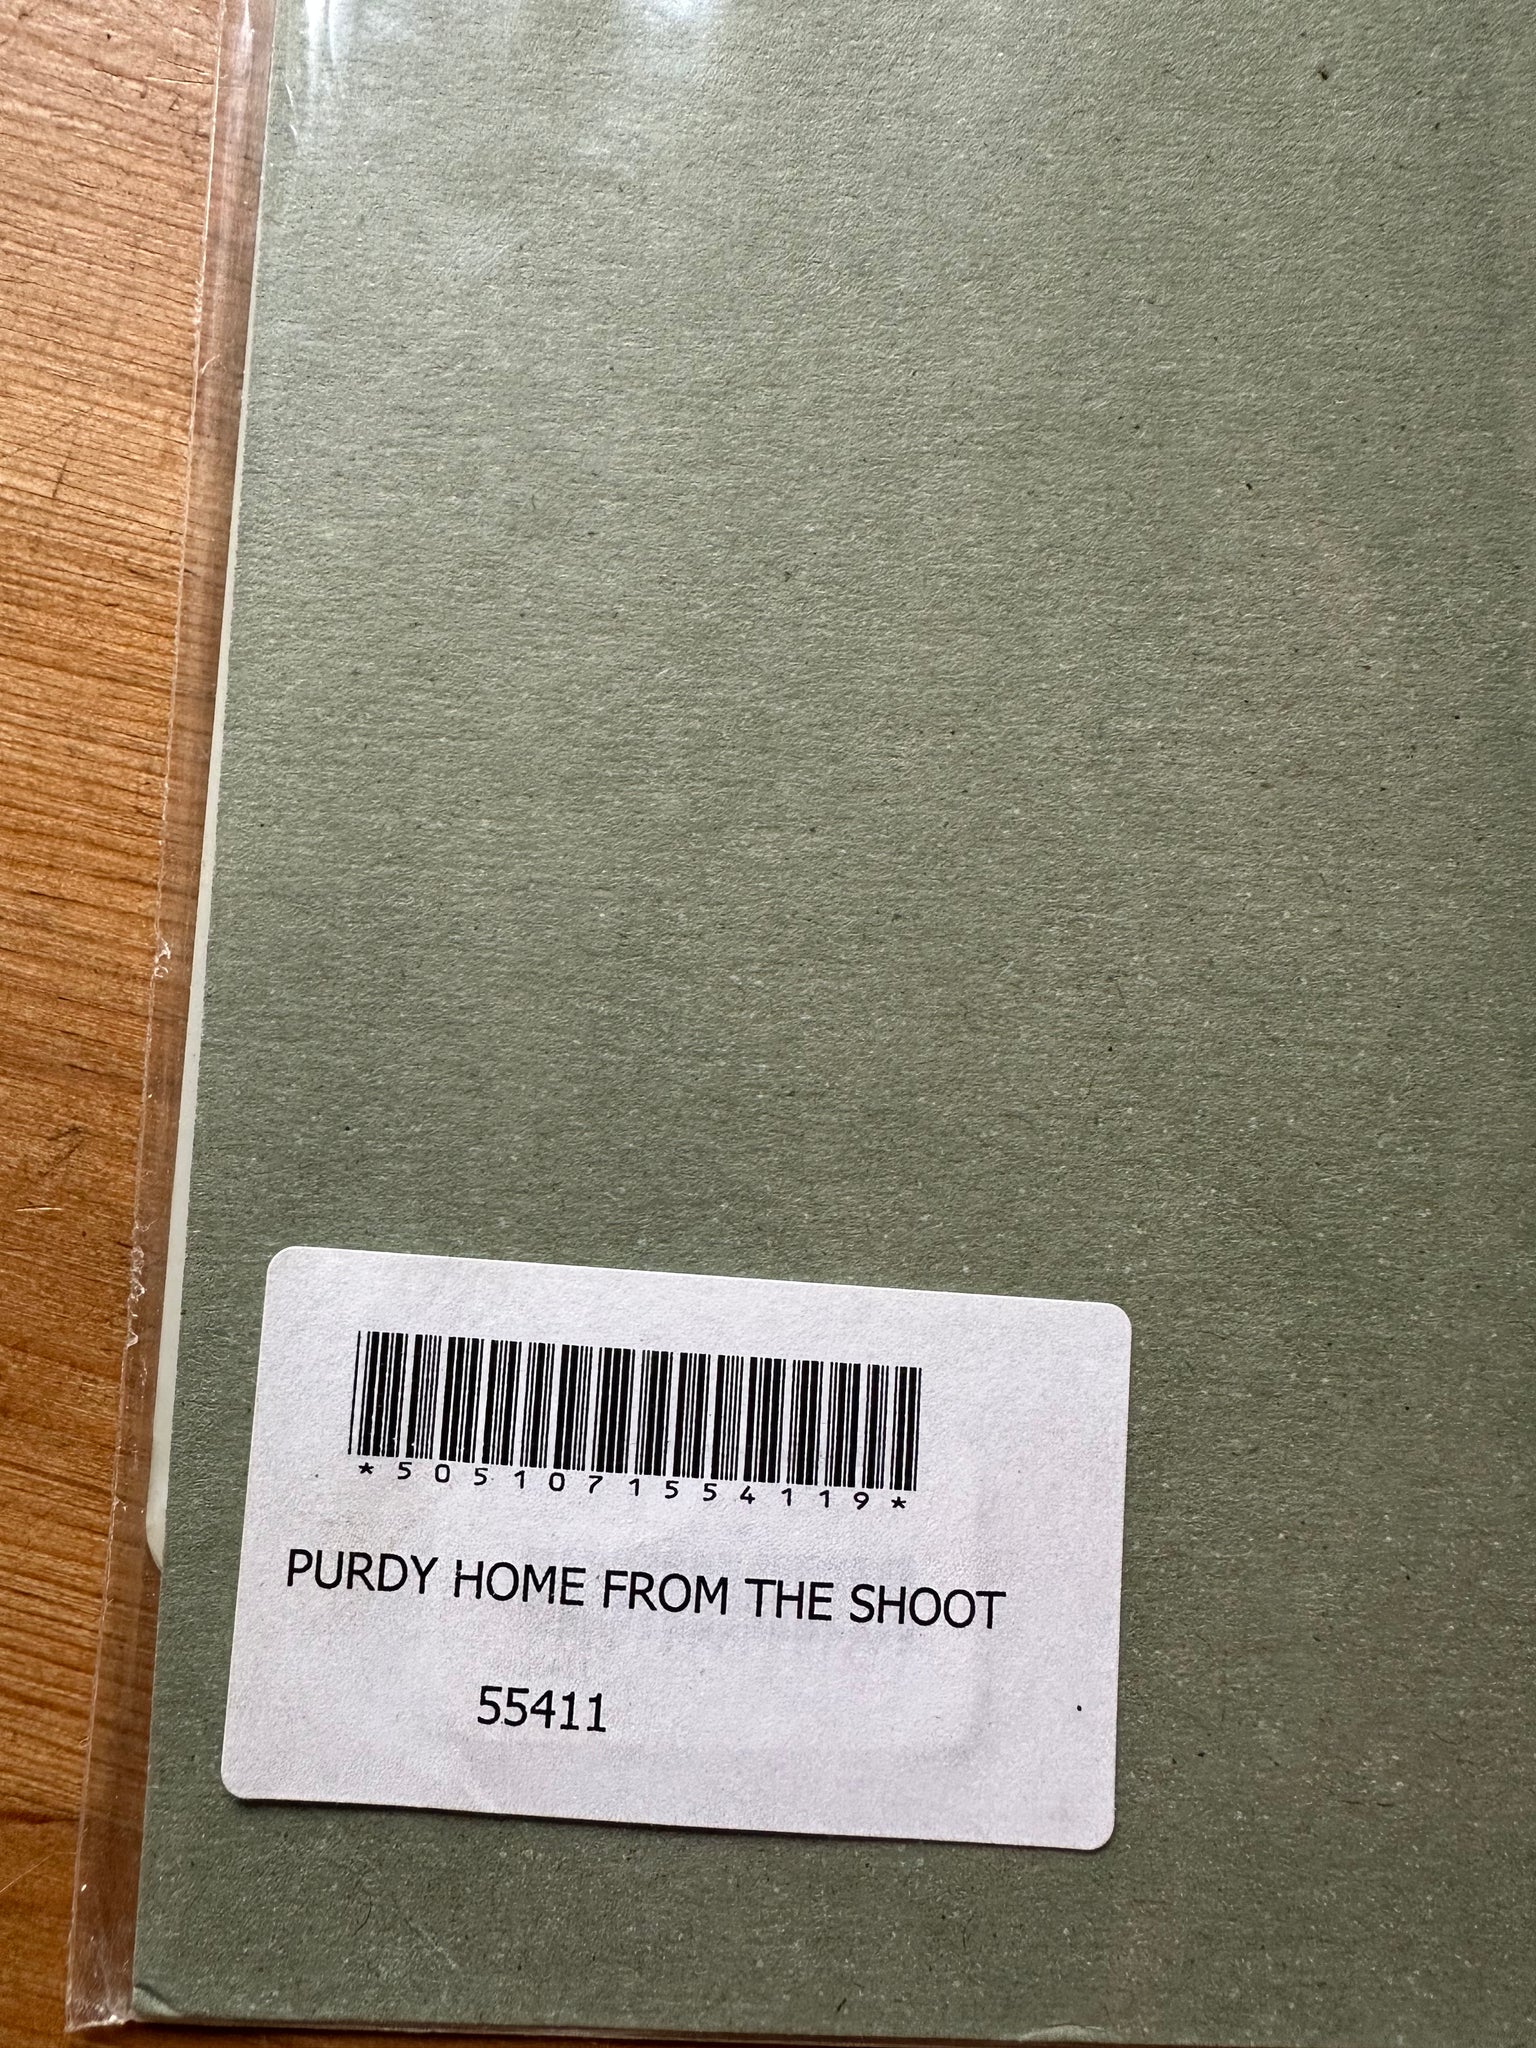 *5051071554119*
PURDY HOME FROM THE SHOOT
55411